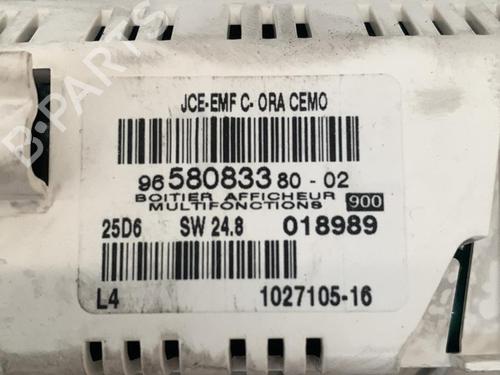 JCE-EMF C- ORA CEMO
96 580833 80 - 02
BOITIER AFFICHEUR
MULTIFONCTIONS 900
25D6 SW 24.8 018989
L4 1027105-16
B-PARTS